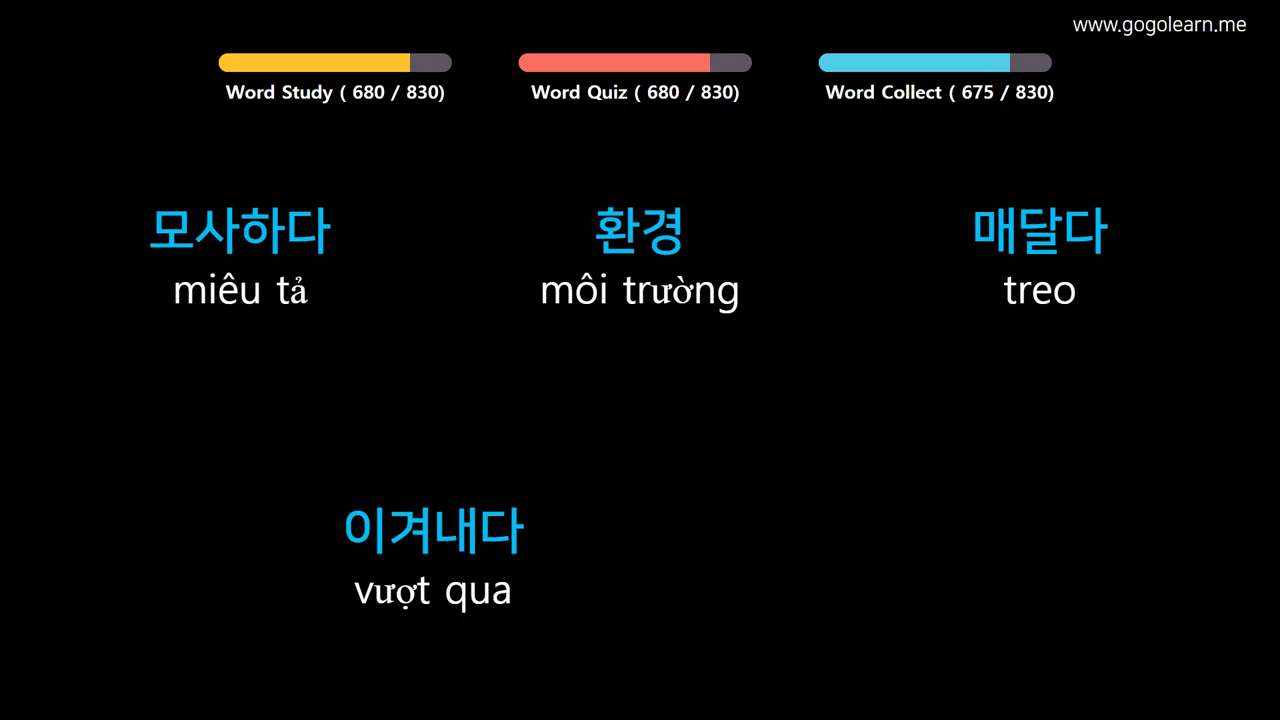 www.gogolearn.me
Word Study ( 680 / 830)
Word Quiz ( 680 / 830)
Word Collect ( 675 / 830)
모사하다
miêu tả
환경
môi trường
매달다
treo
이겨내다
vượt qua